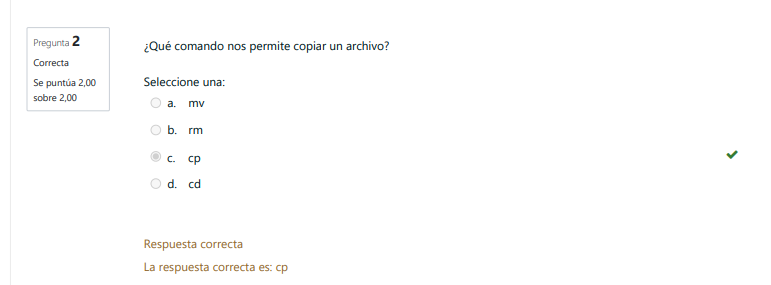 Pregunta 2
Correcta
Se puntúa 2,00
sobre 2,00
¿Qué comando nos permite copiar un archivo?
Seleccione una:
a. mv
b. rm
c. cp
d. cd
Respuesta correcta
La respuesta correcta es: cp